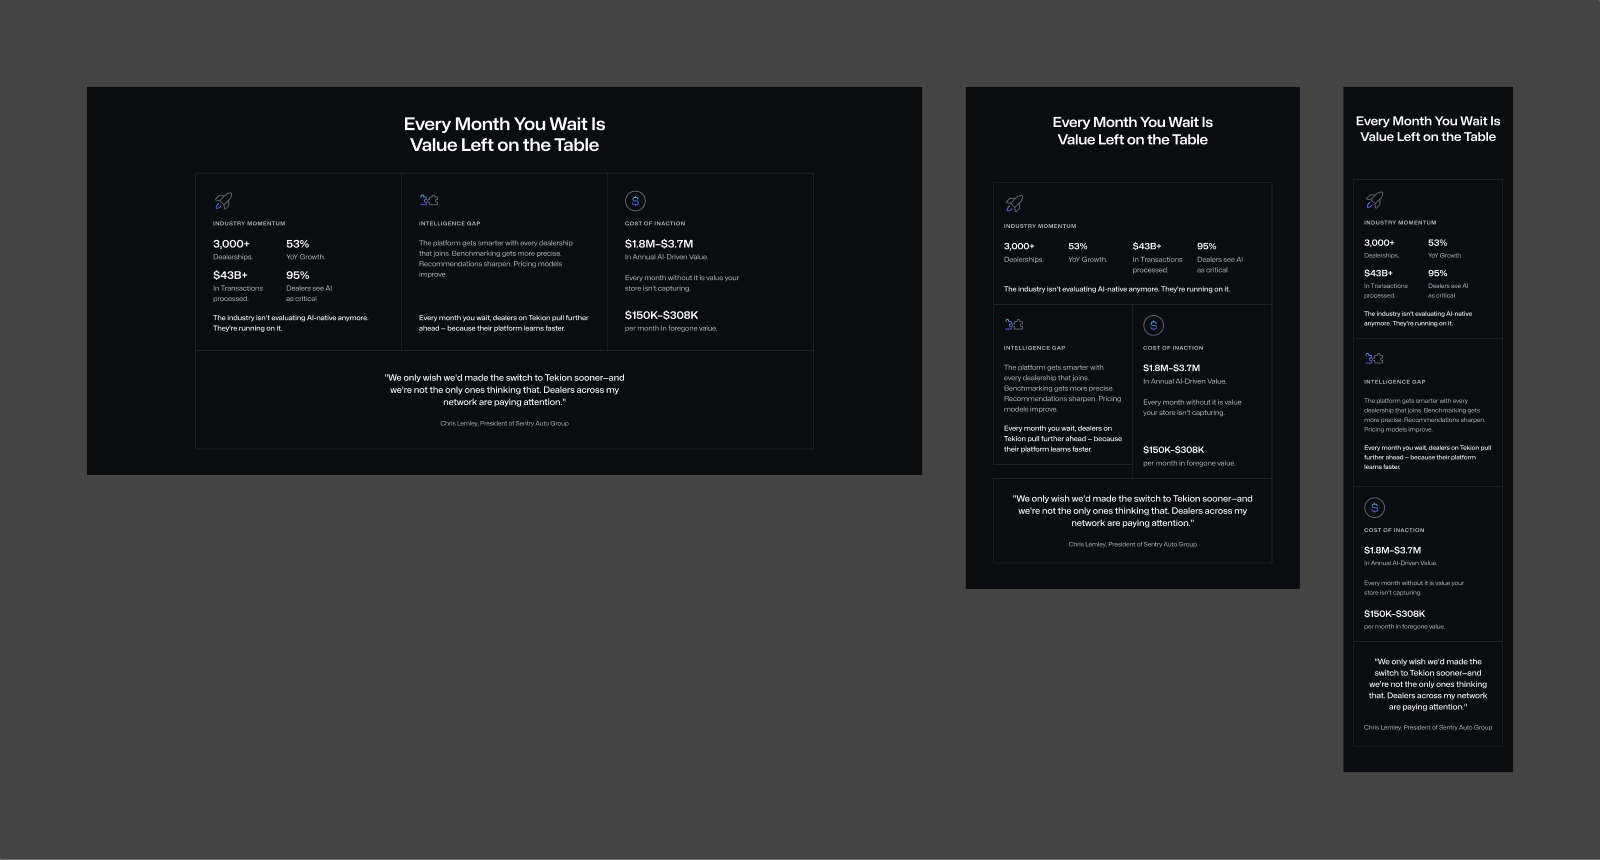 Every Month You Wait Is
Value Left on the Table
INDUSTRY MOMENTUM
3,000+
Dealerships.
53%
YoY Growth.
$43B+
In Transactions
processed.
95%
Dealers see AI
as critical
The industry isn't evaluating AI-native anymore.
They're running on it.
INTELLIGENCE GAP
The platform gets smarter with every dealership
that joins. Benchmarking gets more precise.
Recommendations sharpen. Pricing models
improve.
Every month you wait, dealers on Tekion pull further
ahead – because their platform learns faster.
COST OF INACTION
$1.8M–$3.7M
In Annual AI-Driven Value.
Every month without it is value your
store isn't capturing.
$150K–$308K
per month in foregone value.
"We only wish we'd made the switch to Tekion sooner—and
we're not the only ones thinking that. Dealers across my
network are paying attention."
Chris Lemley, President of Sentry Auto Group
Every Month You Wait Is
Value Left on the Table
INDUSTRY MOMENTUM
3,000+
Dealerships.
53%
YoY Growth.
$43B+
In Transactions
processed.
95%
Dealers see AI
as critical
The industry isn't evaluating AI-native anymore. They're running on it.
INTELLIGENCE GAP
The platform gets smarter with
every dealership that joins.
Benchmarking gets more precise.
Recommendations sharpen. Pricing
models improve.
Every month you wait, dealers on
Tekion pull further ahead – because
their platform learns faster.
COST OF INACTION
$1.8M–$3.7M
In Annual AI-Driven Value.
Every month without it is value
your store isn't capturing.
$150K–$308K
per month in foregone value.
"We only wish we'd made the switch to Tekion sooner—and
we're not the only ones thinking that. Dealers across my
network are paying attention."
Chris Lemley, President of Sentry Auto Group
Every Month You Wait Is
Value Left on the Table
INDUSTRY MOMENTUM
3,000+
Dealerships.
53%
YoY Growth.
$43B+
In Transactions
processed.
95%
Dealers see AI
as critical
The industry isn't evaluating AI-native
anymore. They're running on it.
INTELLIGENCE GAP
The platform gets smarter with every
dealership that joins. Benchmarking gets
more precise. Recommendations sharpen.
Pricing models improve.
Every month you wait, dealers on Tekion pull
further ahead – because their platform
learns faster.
COST OF INACTION
$1.8M–$3.7M
In Annual AI-Driven Value.
Every month without it is value your
store isn't capturing.
$150K–$308K
per month in foregone value.
"We only wish we'd made the
switch to Tekion sooner—and
we're not the only ones thinking
that. Dealers across my network
are paying attention."
Chris Lemley, President of Sentry Auto Group